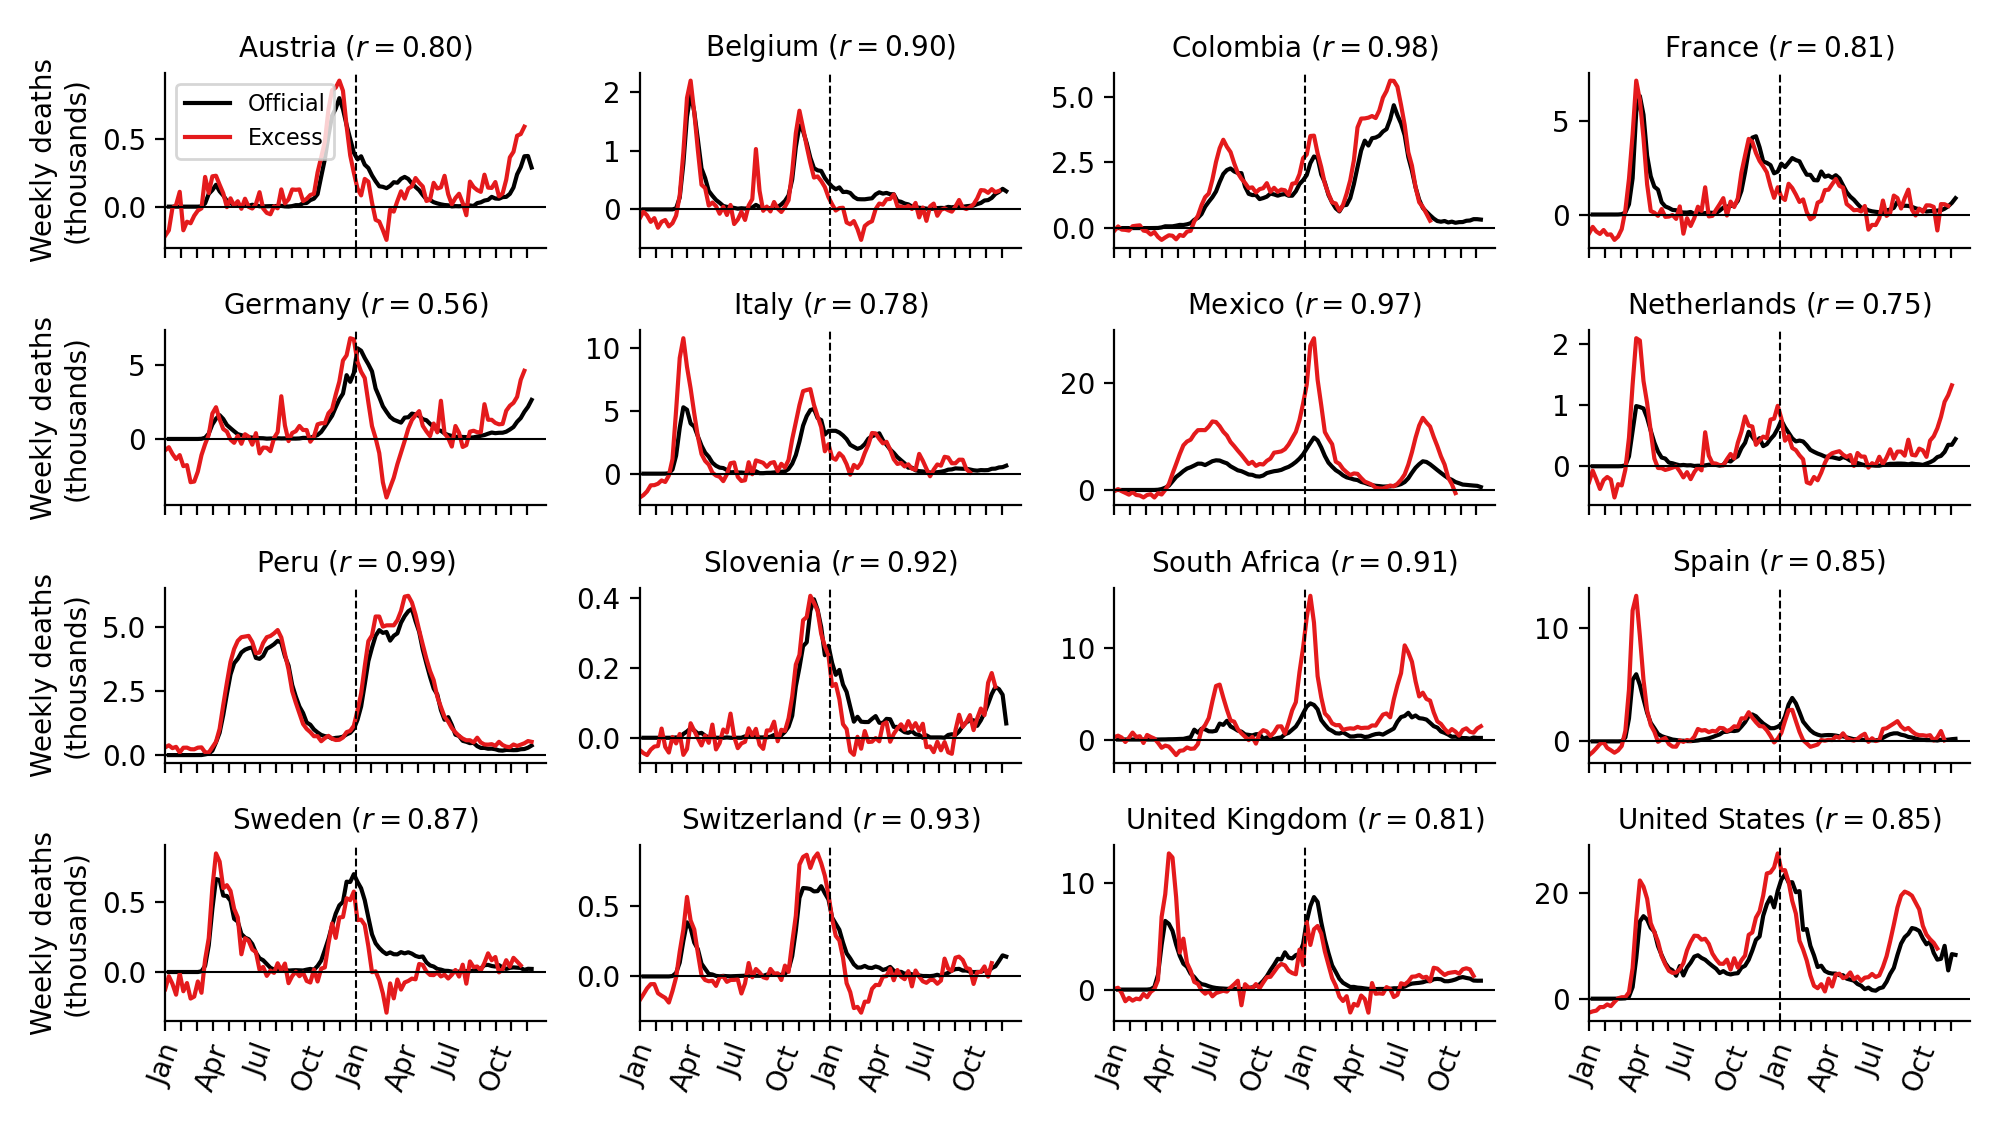 Austria (r = 0.80)
Belgium (r = 0.90)
Colombia (r = 0.98)
France (r = 0.81)
Weekly deaths
(thousands)
Official
Excess
0.5
0.0
2
1
0
5.0
2.5
0.0
5
0
Germany (r = 0.56)
Italy (r = 0.78)
Mexico (r = 0.97)
Netherlands (r = 0.75)
Weekly deaths
(thousands)
5
0
10
5
0
20
0
2
1
0
Peru (r = 0.99)
Slovenia (r = 0.92)
South Africa (r = 0.91)
Spain (r = 0.85)
Weekly deaths
(thousands)
5.0
2.5
0.0
0.4
0.2
0.0
10
0
10
0
Sweden (r = 0.87)
Switzerland (r = 0.93)
United Kingdom (r = 0.81)
United States (r = 0.85)
Weekly deaths
(thousands)
0.5
0.0
0.5
0.0
10
0
20
0
Jan Apr Jul Oct Jan Apr Jul Oct
Jan Apr Jul Oct Jan Apr Jul Oct
Jan Apr Jul Oct Jan Apr Jul Oct
Jan Apr Jul Oct Jan Apr Jul Oct